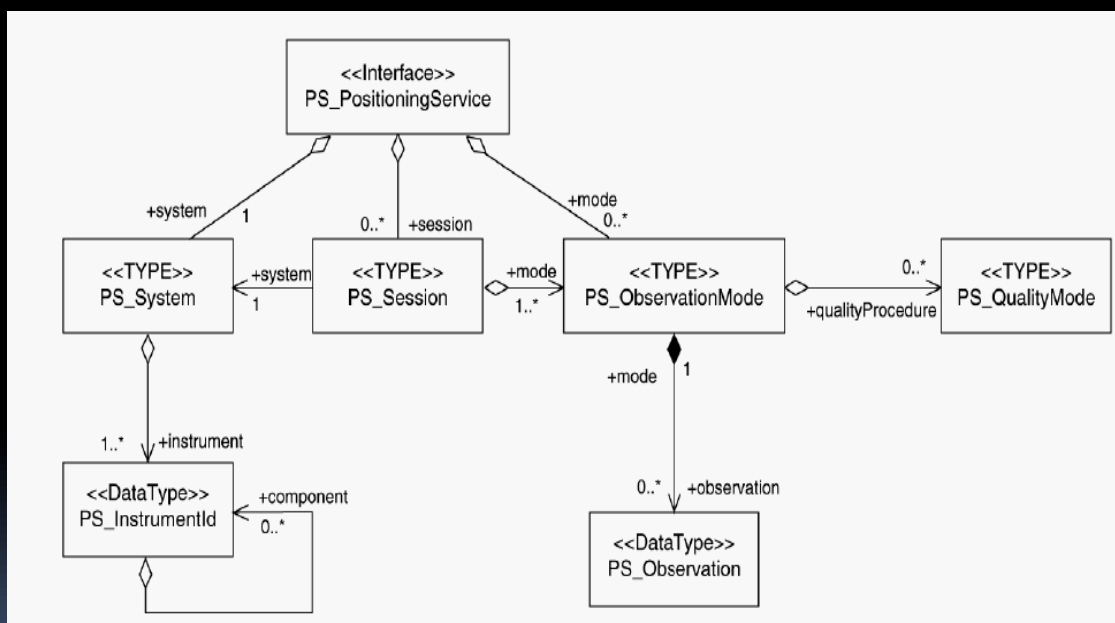 <<Interface>>
PS_PositioningService
+system
1
0..*
+session
+mode
0..*
<<TYPE>>
PS_System
+system
1
<<TYPE>>
PS_Session
+mode
1..*
<<TYPE>>
PS_ObservationMode
0..*
+qualityProcedure
<<TYPE>>
PS_QualityMode
+mode
1
1..*
+instrument
<<DataType>>
PS_InstrumentId
+component
0..*
0..*
+observation
<<DataType>>
PS_Observation